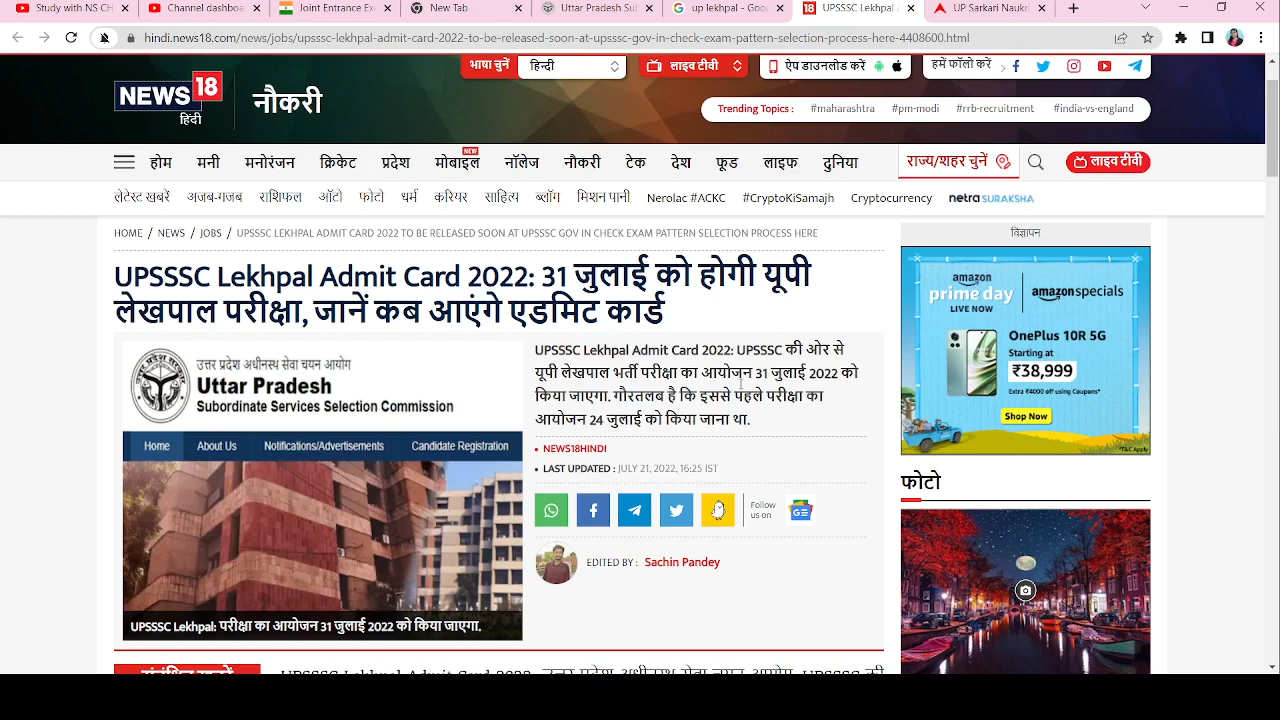 Study with NS CH
Channel dashboa
Joint Entrance Ex
New Tab
Uttar Pradesh Sul
up lekhpal - Goo
UPSSSC Lekhpal
UP Sarkari Naukri
hindi.news18.com/news/jobs/upsssc-lekhpal-admit-card-2022-to-be-released-soon-at-upsssc-gov-in-check-exam-pattern-selection-process-here-4408600.html
भाषा चुनें हिन्दी लाइव टीवी ऐप डाउनलोड करें हमें फॉलो करें
NEWS 18
हिंदी
नौकरी
Trending Topics : #maharashtra #pm-modi #rrb-recruitment #india-vs-england
NEW
होम मनी मनोरंजन क्रिकेट प्रदेश मोबाइल नॉलेज नौकरी टेक देश फूड लाइफ दुनिया राज्य/शहर चुनें लाइव टीवी
लेटेस्ट खबरें अजब-गजब राशिफल ऑटो फोटो धर्म करियर साहित्य ब्लॉग मिशन पानी Nerolac #ACKC #CryptoKiSamajh Cryptocurrency netra SURAKSHA
HOME / NEWS / JOBS / UPSSSC LEKHPAL ADMIT CARD 2022 TO BE RELEASED SOON AT UPSSSC GOV IN CHECK EXAM PATTERN SELECTION PROCESS HERE
UPSSSC Lekhpal Admit Card 2022: 31 जुलाई को होगी यूपी
लेखपाल परीक्षा, जानें कब आएंगे एडमिट कार्ड
उत्तर प्रदेश अधीनस्थ सेवा चयन आयोग
Uttar Pradesh
Subordinate Services Selection Commission
Home About Us Notifications/Advertisements Candidate Registration
UPSSSC Lekhpal: परीक्षा का आयोजन 31 जुलाई 2022 को किया जाएगा.
UPSSSC Lekhpal Admit Card 2022: UPSSSC की ओर से
यूपी लेखपाल भर्ती परीक्षा का आयोजन 31 जुलाई 2022 को
किया जाएगा. गौरतलब है कि इससे पहले परीक्षा का
आयोजन 24 जुलाई को किया जाना था.
NEWS18HINDI
LAST UPDATED : JULY 21, 2022, 16:25 IST
Follow
us on
EDITED BY : Sachin Pandey
विज्ञापन
amazon
prime day
LIVE NOW
amazonspecials
OnePlus 10R 5G
Starting at
₹38,999
Extra ₹4000 off using Coupons*
Shop Now
*T&C Apply
फोटो